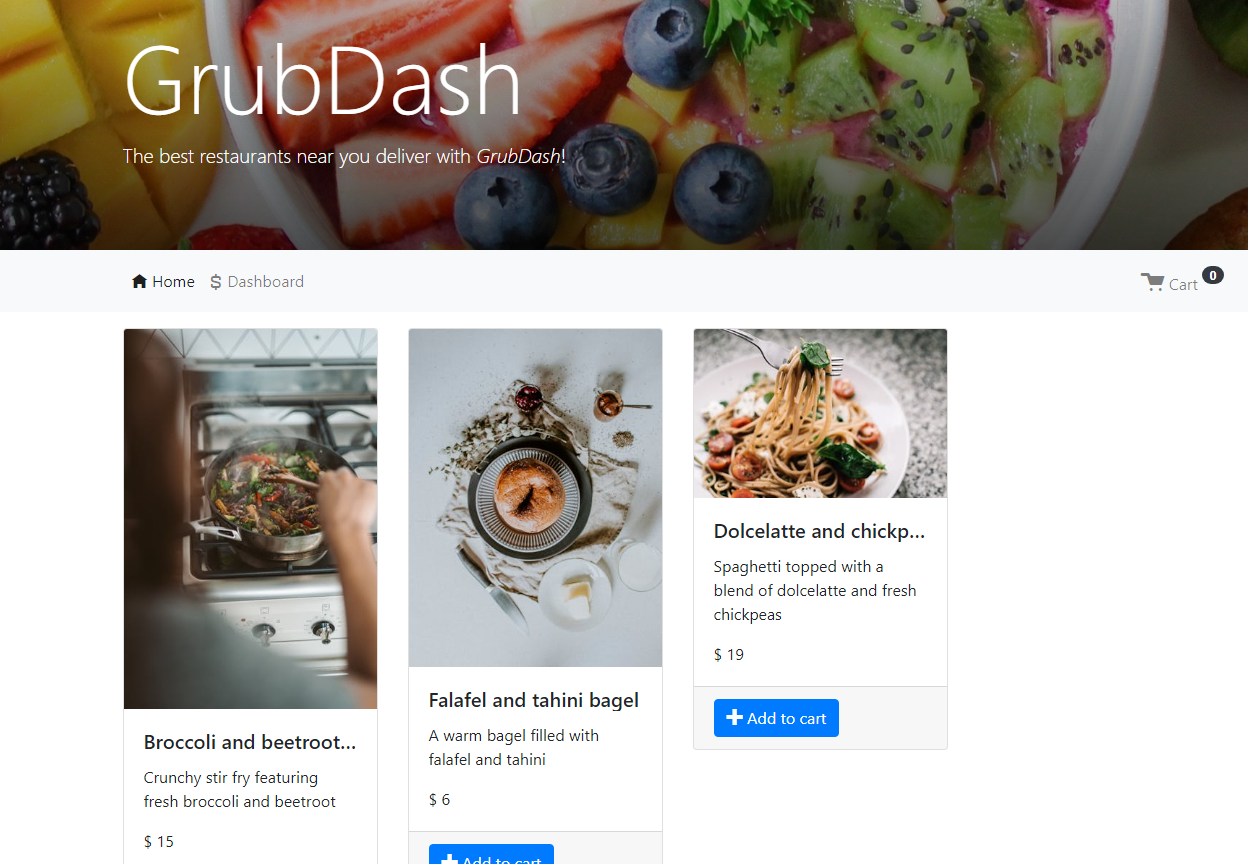 GrubDash
The best restaurants near you deliver with GrubDash!
Home
Dashboard
Cart
0
Broccoli and beetroot...
Crunchy stir fry featuring
fresh broccoli and beetroot
$ 15
Falafel and tahini bagel
A warm bagel filled with
falafel and tahini
$ 6
Add to cart
Dolcelatte and chickp...
Spaghetti topped with a
blend of dolcelatte and fresh
chickpeas
$ 19
Add to cart